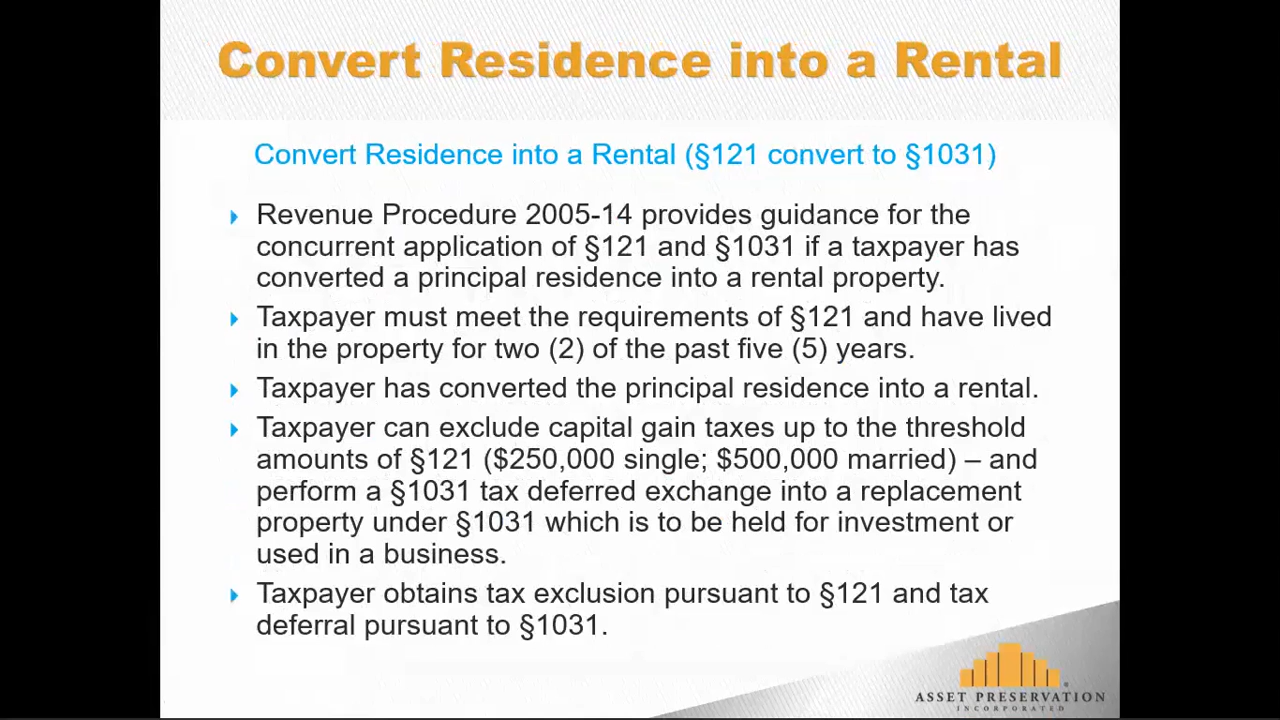 Convert Residence into a Rental
Convert Residence into a Rental (§121 convert to §1031)
Revenue Procedure 2005-14 provides guidance for the
concurrent application of §121 and §1031 if a taxpayer has
converted a principal residence into a rental property.
Taxpayer must meet the requirements of §121 and have lived
in the property for two (2) of the past five (5) years.
Taxpayer has converted the principal residence into a rental.
Taxpayer can exclude capital gain taxes up to the threshold
amounts of §121 ($250,000 single; $500,000 married) – and
perform a §1031 tax deferred exchange into a replacement
property under §1031 which is to be held for investment or
used in a business.
Taxpayer obtains tax exclusion pursuant to §121 and tax
deferral pursuant to §1031.
ASSET PRESERVATION
INCORPORATED